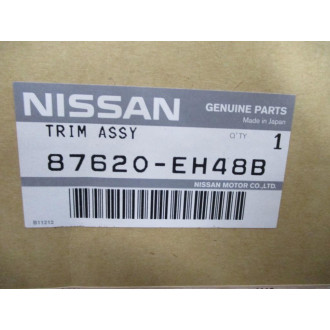 NISSAN
GENUINE PARTS
Made in Japan
TRIM ASSY
Q'TY 1
87620-EH48B
NISSAN MOTOR CO.,LTD.